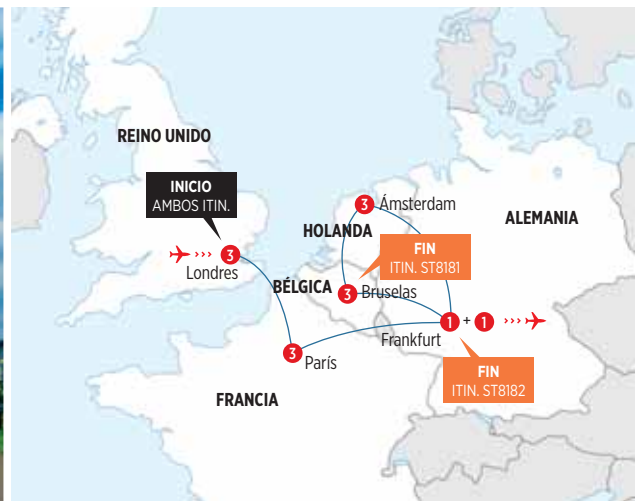 REINO UNIDO
INICIO
AMBOS ITIN.
3
Londres
3
Ámsterdam
HOLANDA
ALEMANIA
FIN
ITIN. ST8181
BÉLGICA
3
Bruselas
1 + 1
Frankfurt
3
París
FIN
ITIN. ST8182
FRANCIA